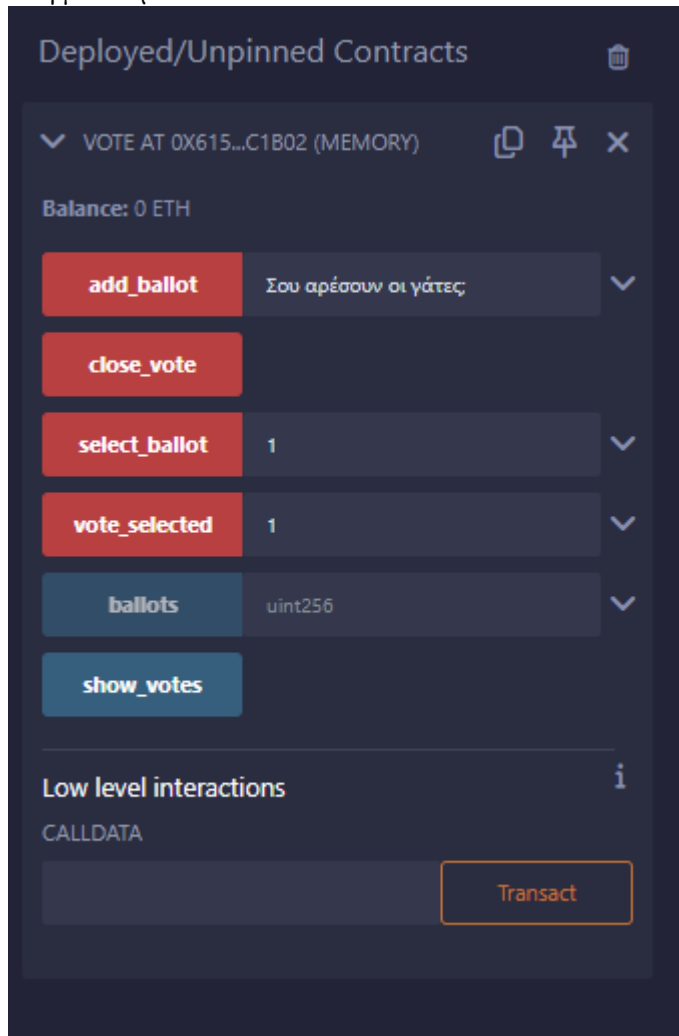 Deployed/Unpinned Contracts
VOTE AT 0X615...C1B02 (MEMORY)
Balance: 0 ETH
add_ballot Σου αρέσουν οι γάτες;
close_vote
select_ballot 1
vote_selected 1
ballots uint256
show_votes
Low level interactions i
CALLDATA
Transact